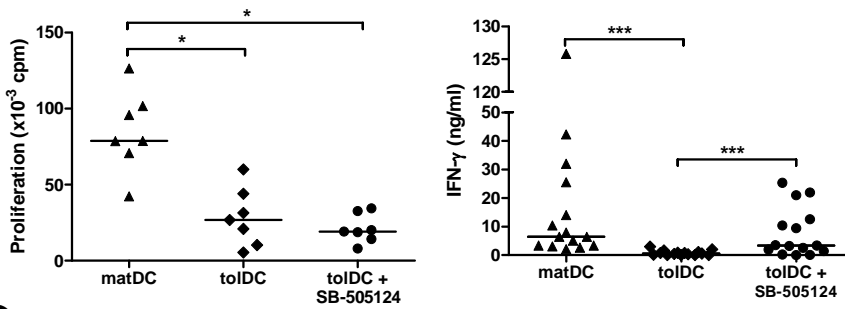 Proliferation (x10⁻³ cpm)
150
100
50
0
*
*
matDC
tolDC
tolDC +
SB-505124
IFN-γ (ng/ml)
130
125
120
50
40
30
20
10
0
***
***
matDC
tolDC
tolDC +
SB-505124